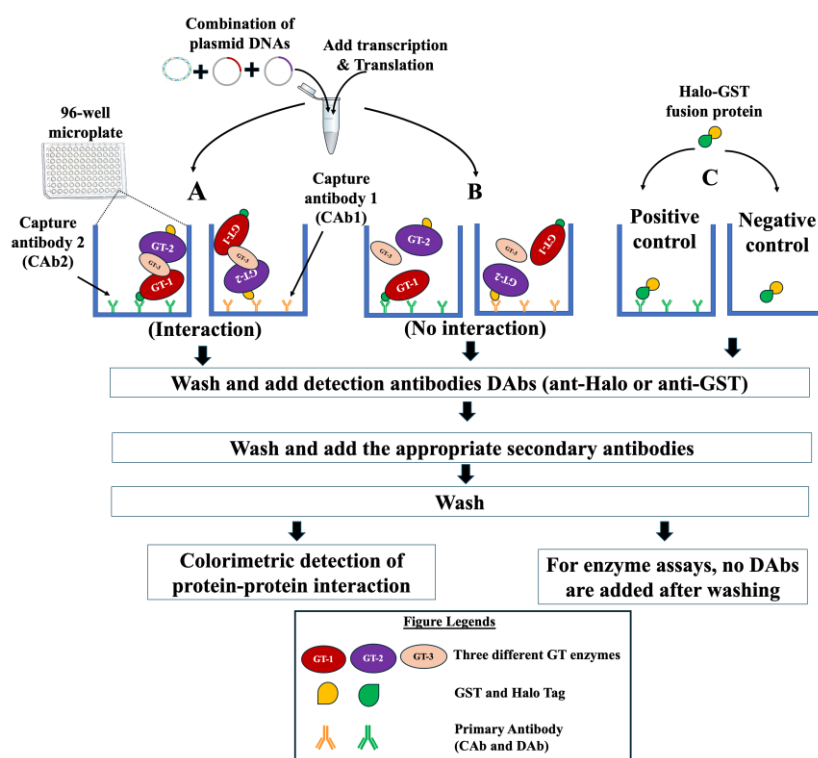 Combination of
plasmid DNAs
Add transcription
& Translation
Halo-GST
fusion protein
96-well
microplate
A
Capture
antibody 1
(CAb1)
B
C
Capture
antibody 2
(CAb2)
Positive
control
Negative
control
GT-2
GT-3
GT-1
GT-1
GT-3
GT-2
GT-2
GT-3
GT-1
GT-1
GT-3
GT-2
(Interaction)
(No interaction)
Wash and add detection antibodies DAbs (ant-Halo or anti-GST)
Wash and add the appropriate secondary antibodies
Wash
Colorimetric detection of
protein-protein interaction
For enzyme assays, no DAbs
are added after washing
Figure Legends
GT-1 GT-2 GT-3 Three different GT enzymes
GST and Halo Tag
Primary Antibody
(CAb and DAb)